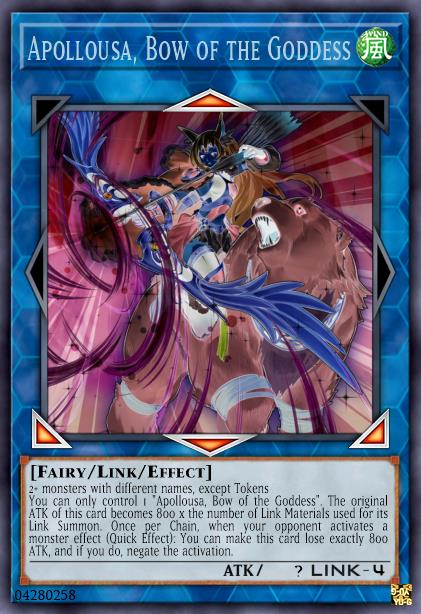 Apollousa, Bow of the Goddess
WIND
風
[Fairy/Link/Effect]
2+ monsters with different names, except Tokens
You can only control 1 "Apollousa, Bow of the Goddess". The original
ATK of this card becomes 800 x the number of Link Materials used for its
Link Summon. Once per Chain, when your opponent activates a
monster effect (Quick Effect): You can make this card lose exactly 800
ATK, and if you do, negate the activation.
ATK/ ? LINK-4
04280258